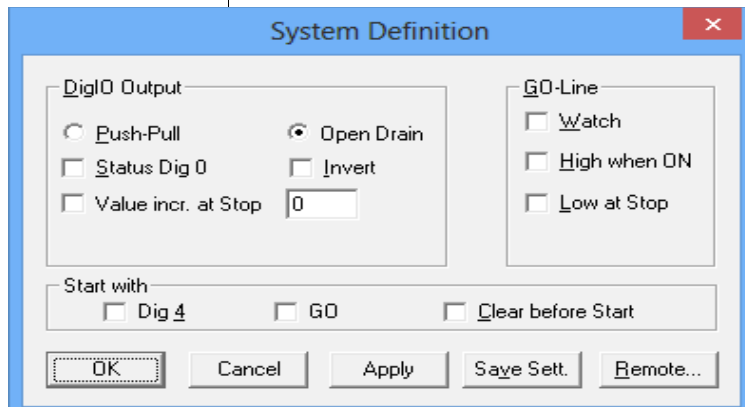 System Definition
DigIO Output
Push-Pull
Open Drain
Status Dig 0
Invert
Value incr. at Stop
0
GO-Line
Watch
High when ON
Low at Stop
Start with
Dig 4
GO
Clear before Start
OK
Cancel
Apply
Save Sett.
Remote...